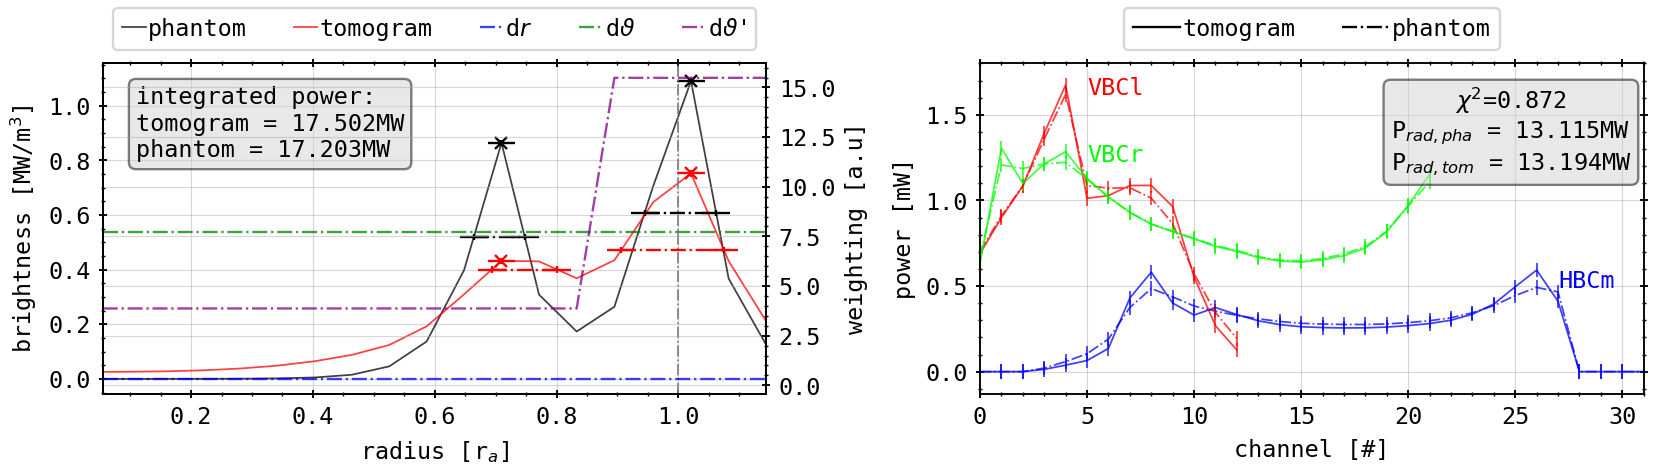 phantom tomogram dr dϑ dϑ'
integrated power:
tomogram = 17.502MW
phantom = 17.203MW
brightness [MW/m³]
1.0
0.8
0.6
0.4
0.2
0.0
15.0
12.5
10.0
7.5
5.0
2.5
0.0
weighting [a.u]
0.2 0.4 0.6 0.8 1.0
radius [rₐ]
tomogram phantom
VBCl
VBCr
HBCm
χ²=0.872
P_rad,pha = 13.115MW
P_rad,tom = 13.194MW
power [mW]
1.5
1.0
0.5
0.0
0 5 10 15 20 25 30
channel [#]